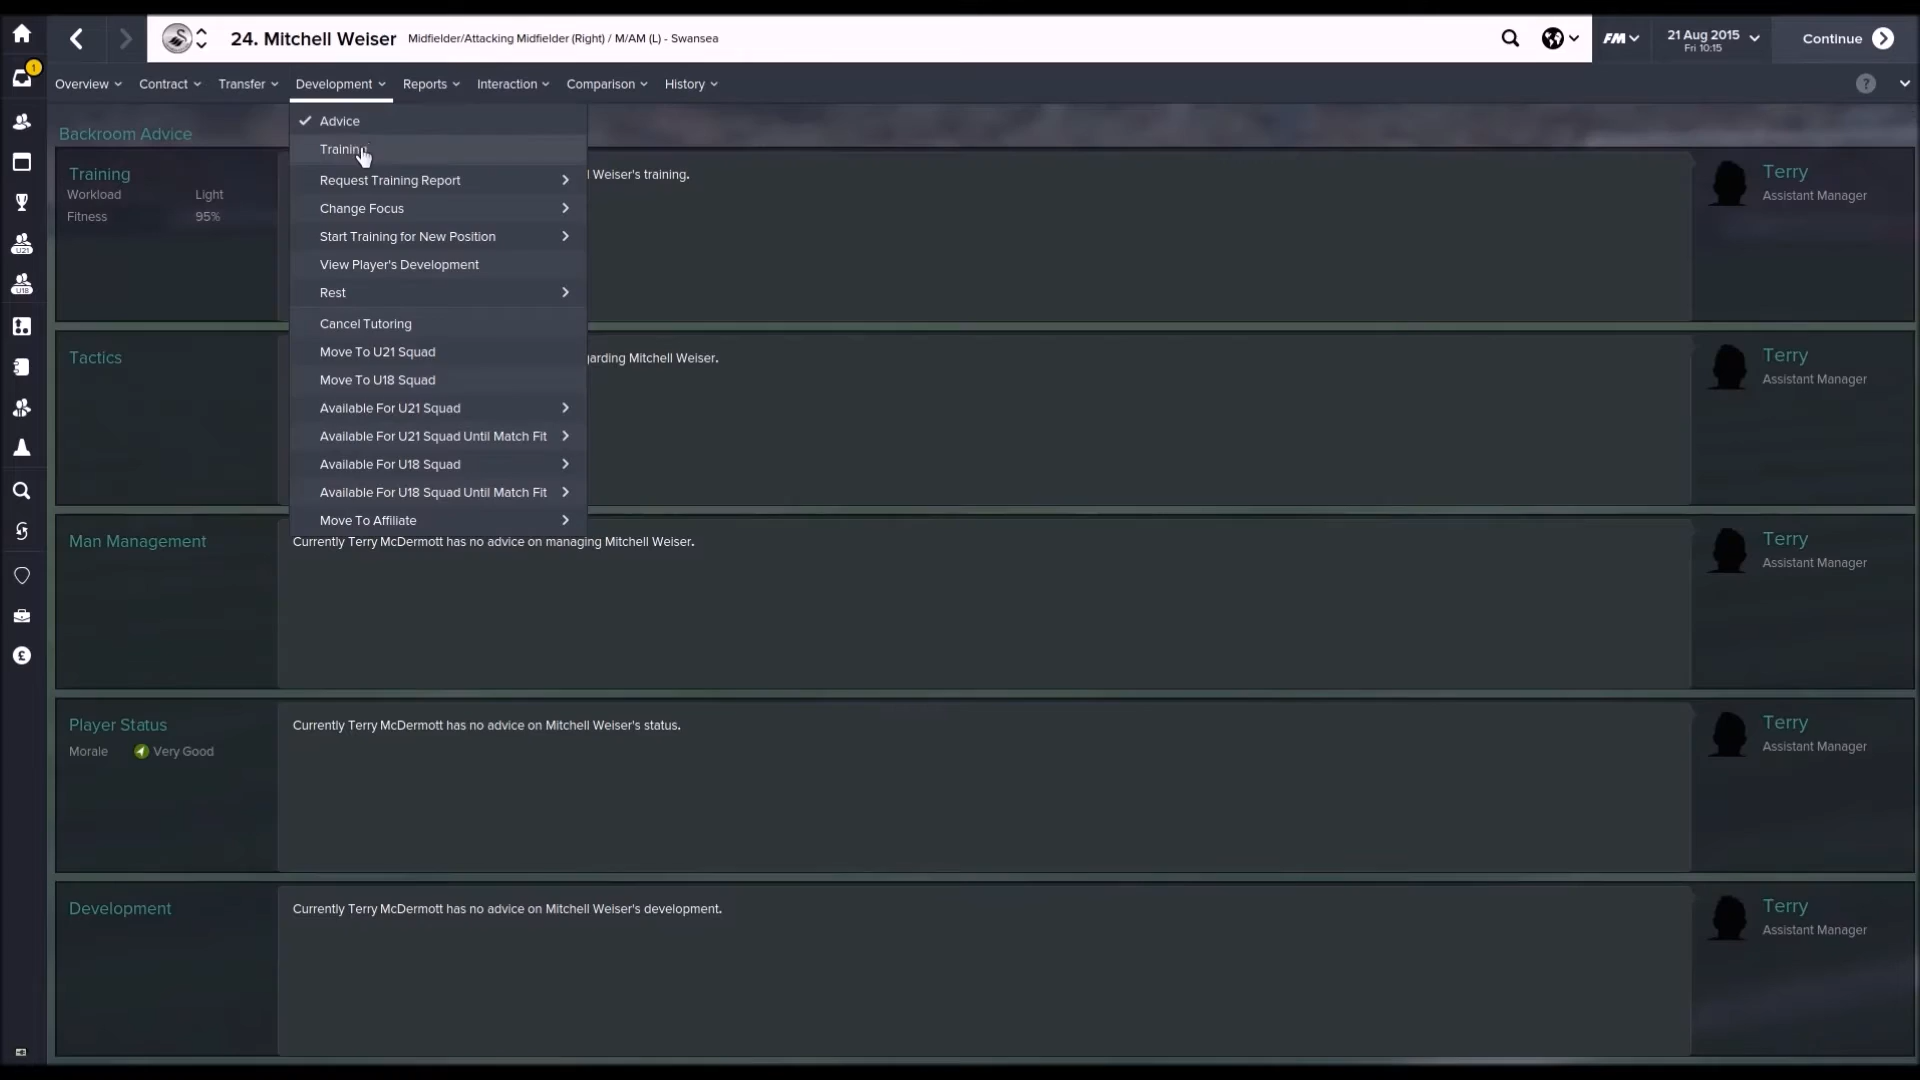 24. Mitchell Weiser Midfielder/Attacking Midfielder (Right) / M/AM (L) - Swansea
FM
21 Aug 2015
Fri 10:15
Continue
1
Overview Contract Transfer Development Reports Interaction Comparison History
?
Backroom Advice
Advice
Training
Request Training Report
Change Focus
Start Training for New Position
View Player's Development
Rest
Cancel Tutoring
Move To U21 Squad
Move To U18 Squad
Available For U21 Squad
Available For U21 Squad Until Match Fit
Available For U18 Squad
Available For U18 Squad Until Match Fit
Move To Affiliate
Training
Workload Light
Fitness 95%
Weiser's training.
Terry
Assistant Manager
U21
U18
Tactics
arding Mitchell Weiser.
Terry
Assistant Manager
Man Management
Currently Terry McDermott has no advice on managing Mitchell Weiser.
Terry
Assistant Manager
Player Status
Morale Very Good
Currently Terry McDermott has no advice on Mitchell Weiser's status.
Terry
Assistant Manager
Development
Currently Terry McDermott has no advice on Mitchell Weiser's development.
Terry
Assistant Manager
£